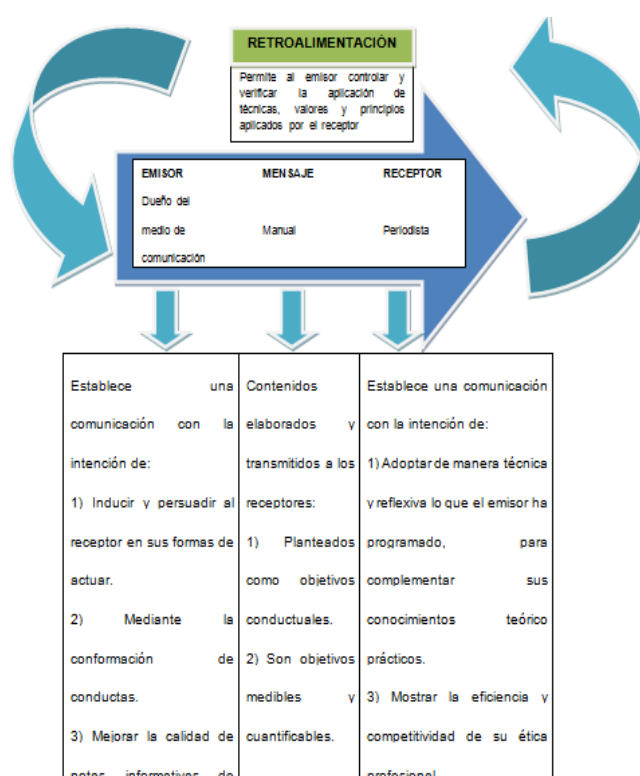 RETROALIMENTACIÓN
Permite al emisor controlar y
verificar la aplicación de
técnicas, valores y principios
aplicados por el receptor
EMISOR
Dueño del
medio de
comunicación
MENSAJE
Manual
RECEPTOR
Periodista
Establece una
comunicación con la
intención de:
1) Inducir y persuadir al
receptor en sus formas de
actuar.
2) Mediante la
conformación de
conductas.
3) Mejorar la calidad de
notas informativas de
Contenidos
elaborados y
transmitidos a los
receptores:
1) Planteados
como objetivos
conductuales.
2) Son objetivos
medibles y
cuantificables.
Establece una comunicación
con la intención de:
1) Adoptar de manera técnica
y reflexiva lo que el emisor ha
programado, para
complementar sus
conocimientos teórico
prácticos.
3) Mostrar la eficiencia y
competitividad de su ética
profesional